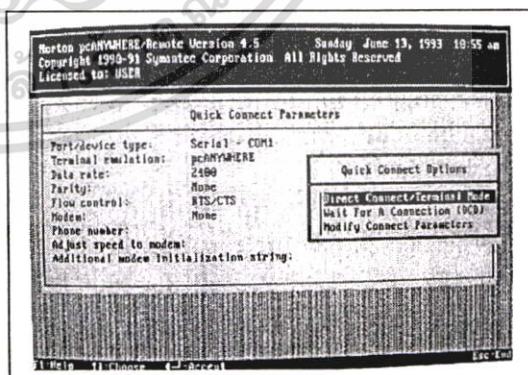 Norton pcANYWHERE/Remote Version 4.5 Sunday June 13, 1993 10:55 am
Copyright 1990-91 Symantec Corporation All Rights Reserved
Licensed to: USER
Quick Connect Parameters
Port/device type: Serial - COM1
Terminal emulation: pcANYWHERE
Data rate: 2400
Parity: None
Flow control: RTS/CTS
Modem: None
Phone number:
Adjust speed to modem:
Additional modem initialization string:
Quick Connect Options
Direct Connect/Terminal Mode
Wait For A Connection (DCD)
Modify Connect Parameters
F1-Help ↑↓-Choose ↵-Accept Esc-End